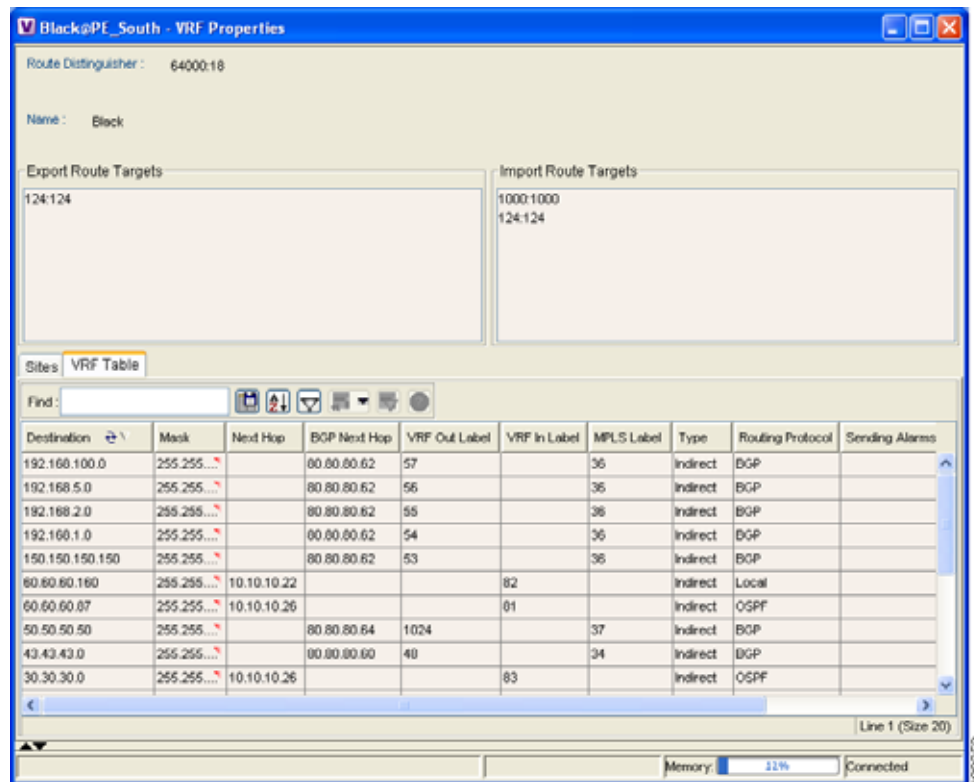 Black@PE_South - VRF Properties
Route Distinguisher : 64000:18
Name : Black
Export Route Targets
124:124
Import Route Targets
1000:1000
124:124
Sites VRF Table
Find :
Destination Mask Next Hop BGP Next Hop VRF Out Label VRF In Label MPLS Label Type Routing Protocol Sending Alarms
192.168.100.0 255.255.... 80.80.80.62 57 36 Indirect BGP
192.168.5.0 255.255.... 80.80.80.62 56 36 Indirect BGP
192.168.2.0 255.255.... 80.80.80.62 55 36 Indirect BGP
192.168.1.0 255.255.... 80.80.80.62 54 36 Indirect BGP
150.150.150.150 255.255.... 80.80.80.62 53 36 Indirect BGP
60.60.60.160 255.255.... 10.10.10.22 82 Indirect Local
60.60.60.87 255.255.... 10.10.10.26 81 Indirect OSPF
50.50.50.50 255.255.... 80.80.80.64 1024 37 Indirect BGP
43.43.43.0 255.255.... 80.80.80.60 48 34 Indirect BGP
30.30.30.0 255.255.... 10.10.10.26 83 Indirect OSPF
Line 1 (Size 20)
Memory: Connected